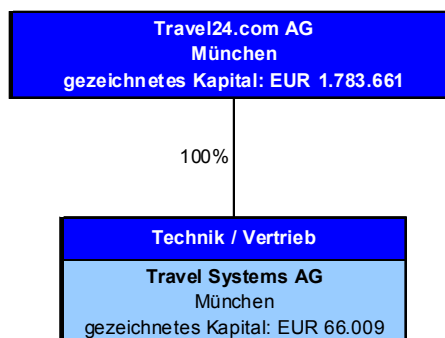 Travel24.com AG
München
gezeichnetes Kapital: EUR 1.783.661
100%
Technik / Vertrieb
Travel Systems AG
München
gezeichnetes Kapital: EUR 66.009